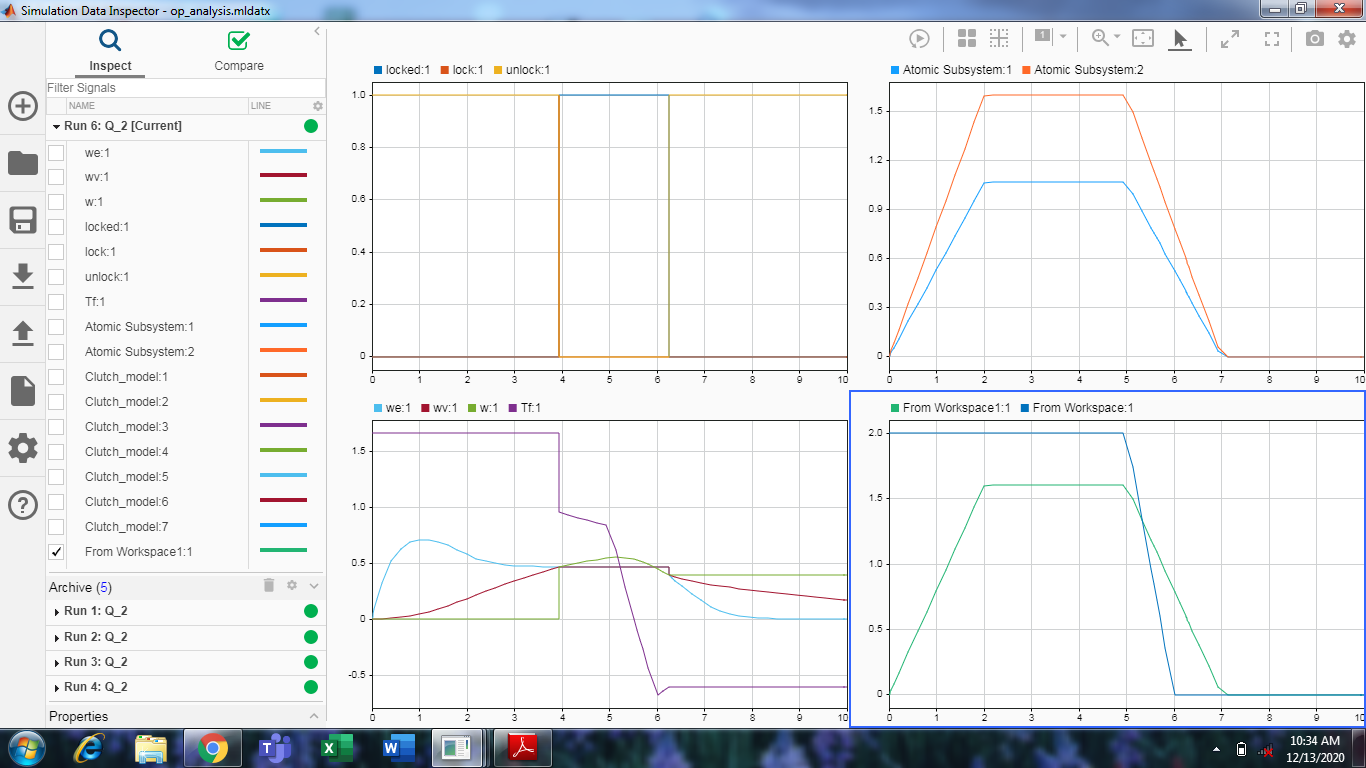 Simulation Data Inspector - op_analysis.mldatx
Inspect
Compare
Filter Signals
NAME LINE
Run 6: Q_2 [Current]
we:1
wv:1
w:1
locked:1
lock:1
unlock:1
Tf:1
Atomic Subsystem:1
Atomic Subsystem:2
Clutch_model:1
Clutch_model:2
Clutch_model:3
Clutch_model:4
Clutch_model:5
Clutch_model:6
Clutch_model:7
From Workspace1:1
Archive (5)
Run 1: Q_2
Run 2: Q_2
Run 3: Q_2
Run 4: Q_2
Properties
1
locked:1 lock:1 unlock:1
1.0
0.8
0.6
0.4
0.2
0
0 1 2 3 4 5 6 7 8 9 10
Atomic Subsystem:1 Atomic Subsystem:2
1.5
1.2
0.9
0.6
0.3
0
0 1 2 3 4 5 6 7 8 9 10
we:1 wv:1 w:1 Tf:1
1.5
1.0
0.5
0
-0.5
0 1 2 3 4 5 6 7 8 9 10
From Workspace1:1 From Workspace:1
2.0
1.5
1.0
0.5
0
0 1 2 3 4 5 6 7 8 9 10
10:34 AM
12/13/2020